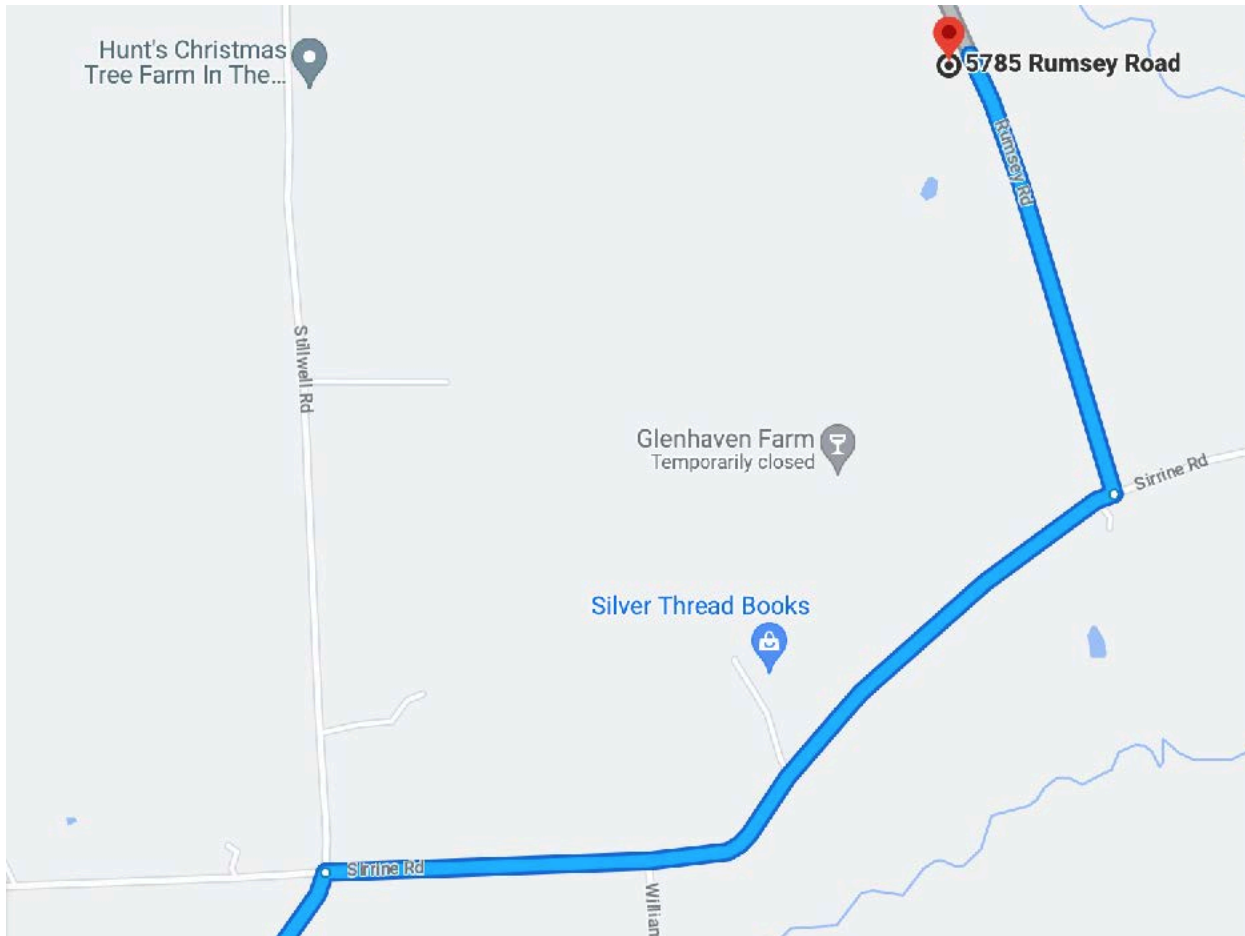 Hunt's Christmas
Tree Farm In The...
5785 Rumsey Road
Rumsey Rd
Stillwell Rd
Glenhaven Farm
Temporarily closed
Sirrine Rd
Silver Thread Books
Sirrine Rd
Willian